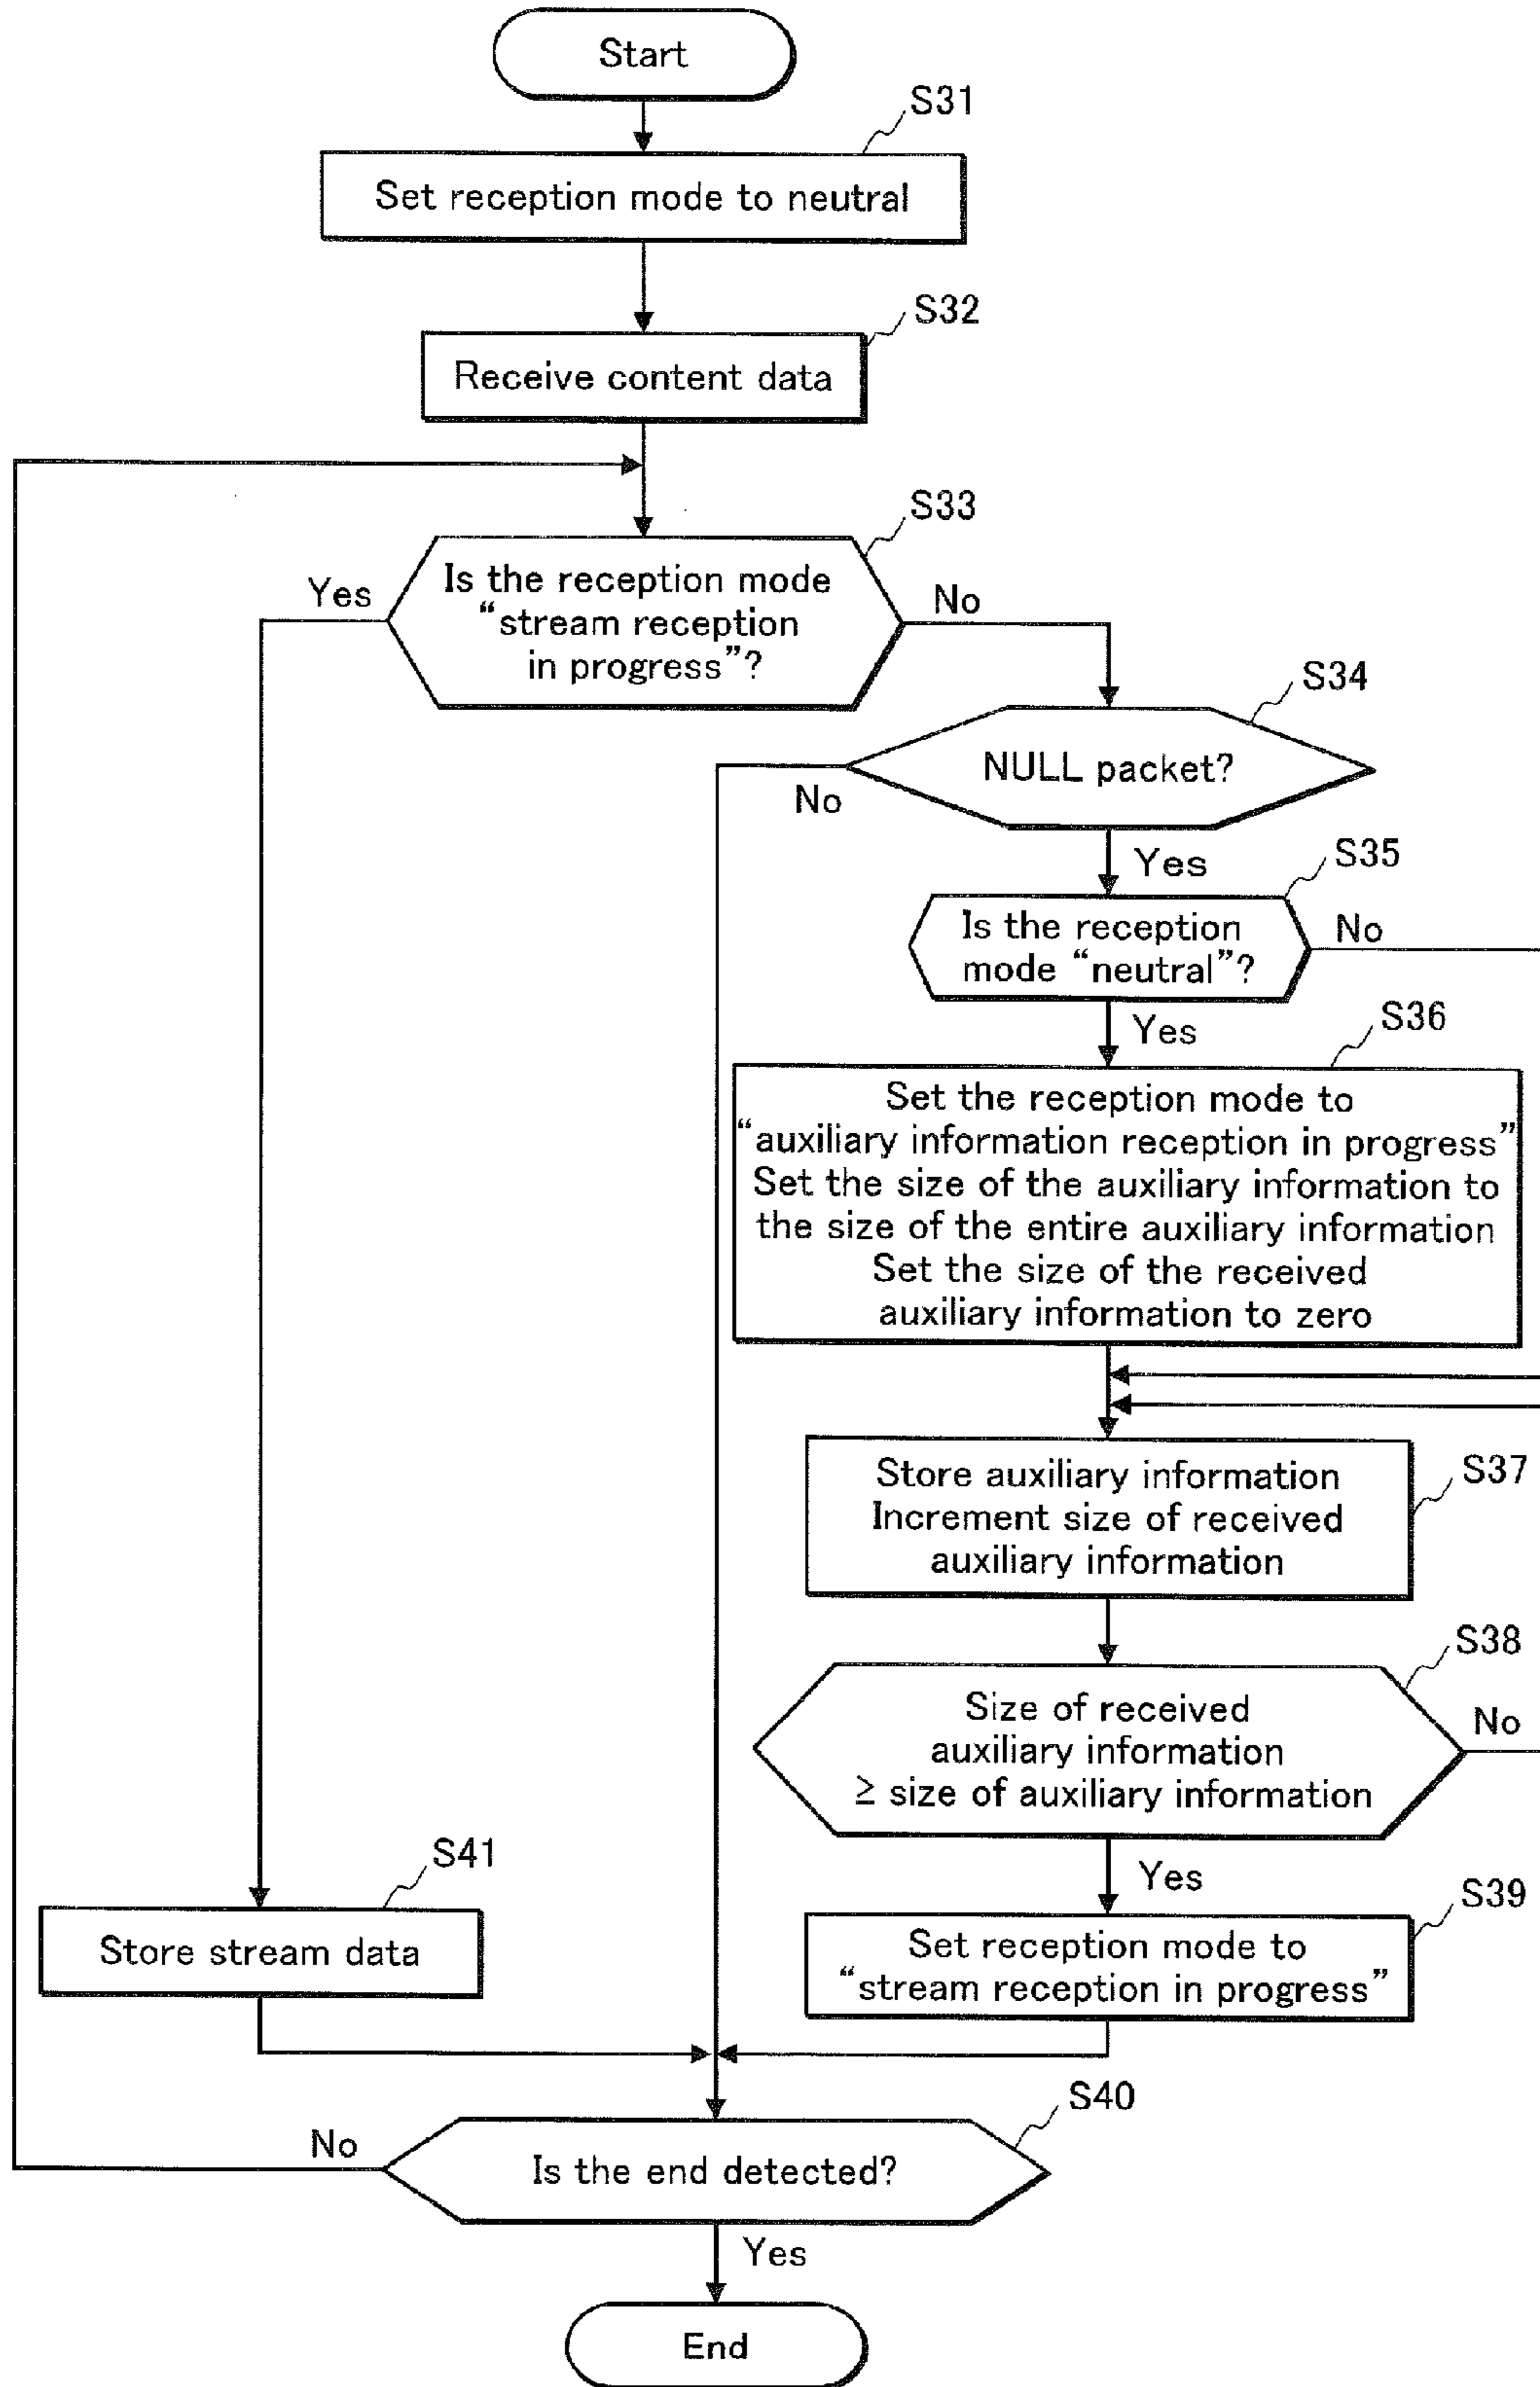 Start
S31
Set reception mode to neutral
S32
Receive content data
S33
Is the reception mode
“stream reception
in progress”?
Yes
No
S34
NULL packet?
No
Yes
S35
Is the reception
mode “neutral”?
No
Yes
S36
Set the reception mode to
“auxiliary information reception in progress”
Set the size of the auxiliary information to
the size of the entire auxiliary information
Set the size of the received
auxiliary information to zero
Store auxiliary information
Increment size of received
auxiliary information
S37
S38
Size of received
auxiliary information
≥ size of auxiliary information
No
Yes
S41
Store stream data
S39
Set reception mode to
“stream reception in progress”
S40
No
Is the end detected?
Yes
End